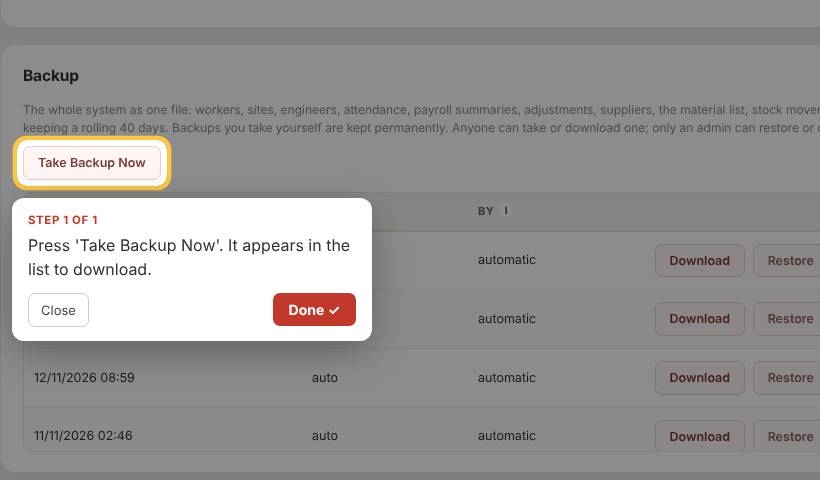 Backup
The whole system as one file: workers, sites, engineers, attendance, payroll summaries, adjustments, suppliers, the material list, stock
keeping a rolling 40 days. Backups you take yourself are kept permanently. Anyone can take or download one; only an admin can restore or
Take Backup Now
STEP 1 OF 1
Press 'Take Backup Now'. It appears in the
list to download.
Close
Done ✓
BY i
automatic Download Restore
automatic Download Restore
12/11/2026 08:59 auto automatic Download Restore
11/11/2026 02:46 auto automatic Download Restore